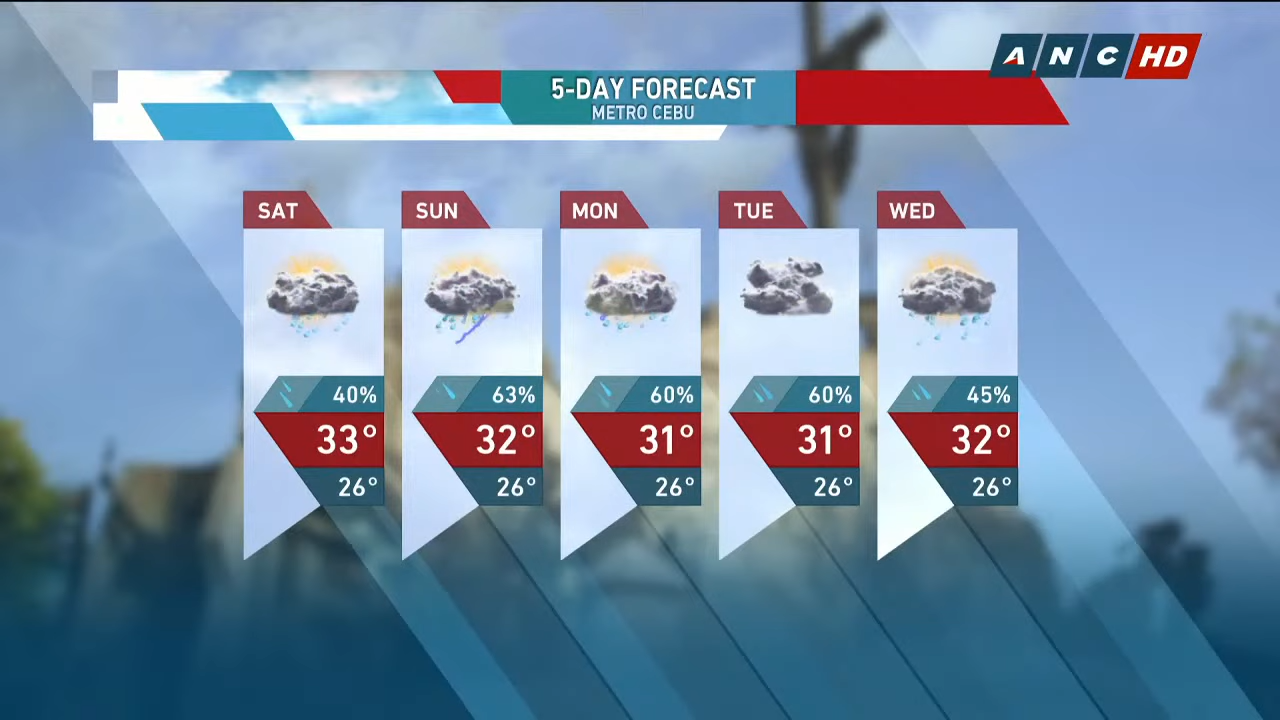 ANC HD
5-DAY FORECAST
METRO CEBU
SAT
SUN
MON
TUE
WED
40%
63%
60%
60%
45%
33°
32°
31°
31°
32°
26°
26°
26°
26°
26°